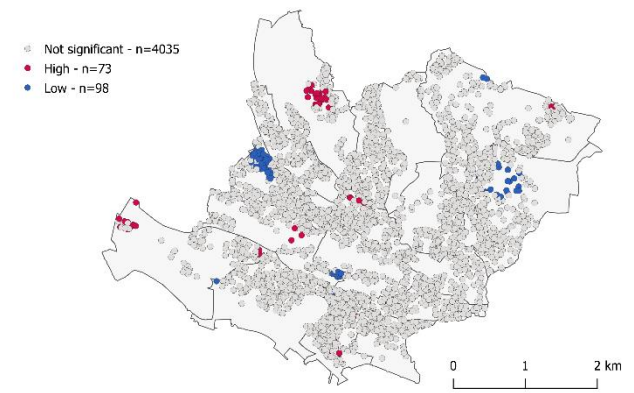 Not significant - n=4035
High - n=73
Low - n=98
0 1 2 km